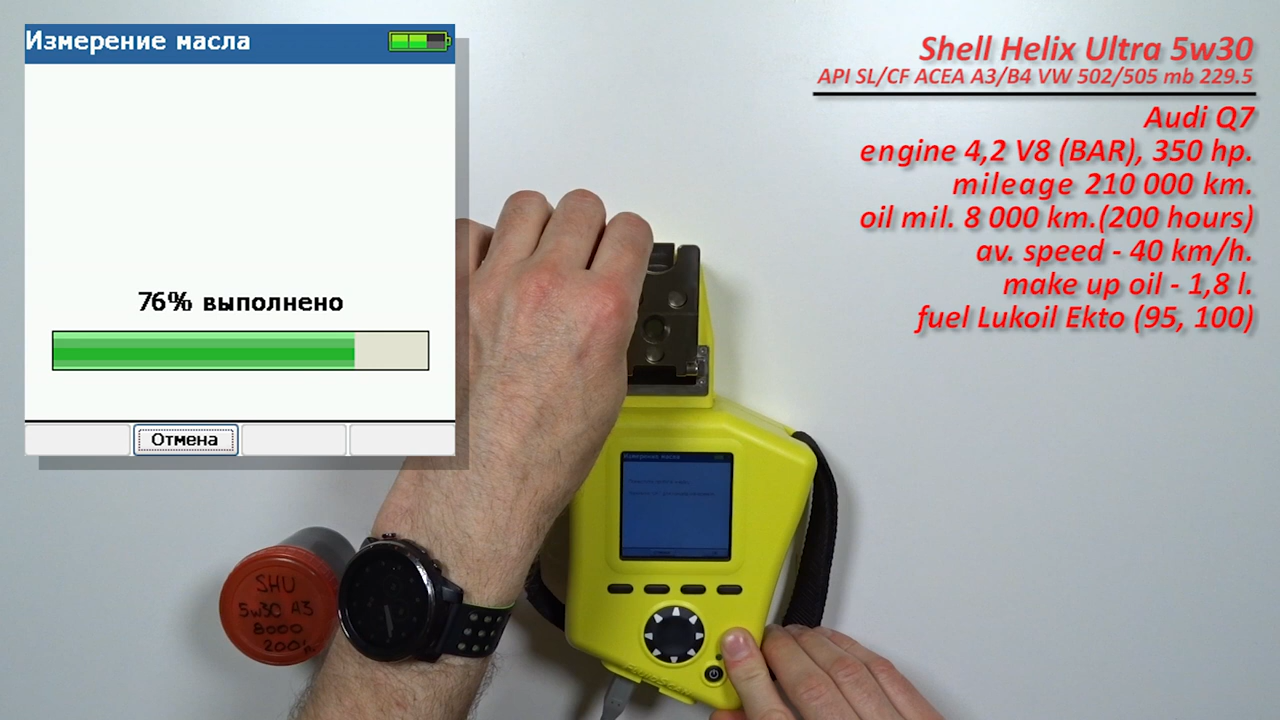 Измерение масла
76% выполнено
Отмена
Shell Helix Ultra 5w30
API SL/CF ACEA A3/B4 VW 502/505 mb 229.5
Audi Q7
engine 4,2 V8 (BAR), 350 hp.
mileage 210 000 km.
oil mil. 8 000 km.(200 hours)
av. speed - 40 km/h.
make up oil - 1,8 l.
fuel Lukoil Ekto (95, 100)
Измерение масла
SHU
5w30 A3
8000
200h.